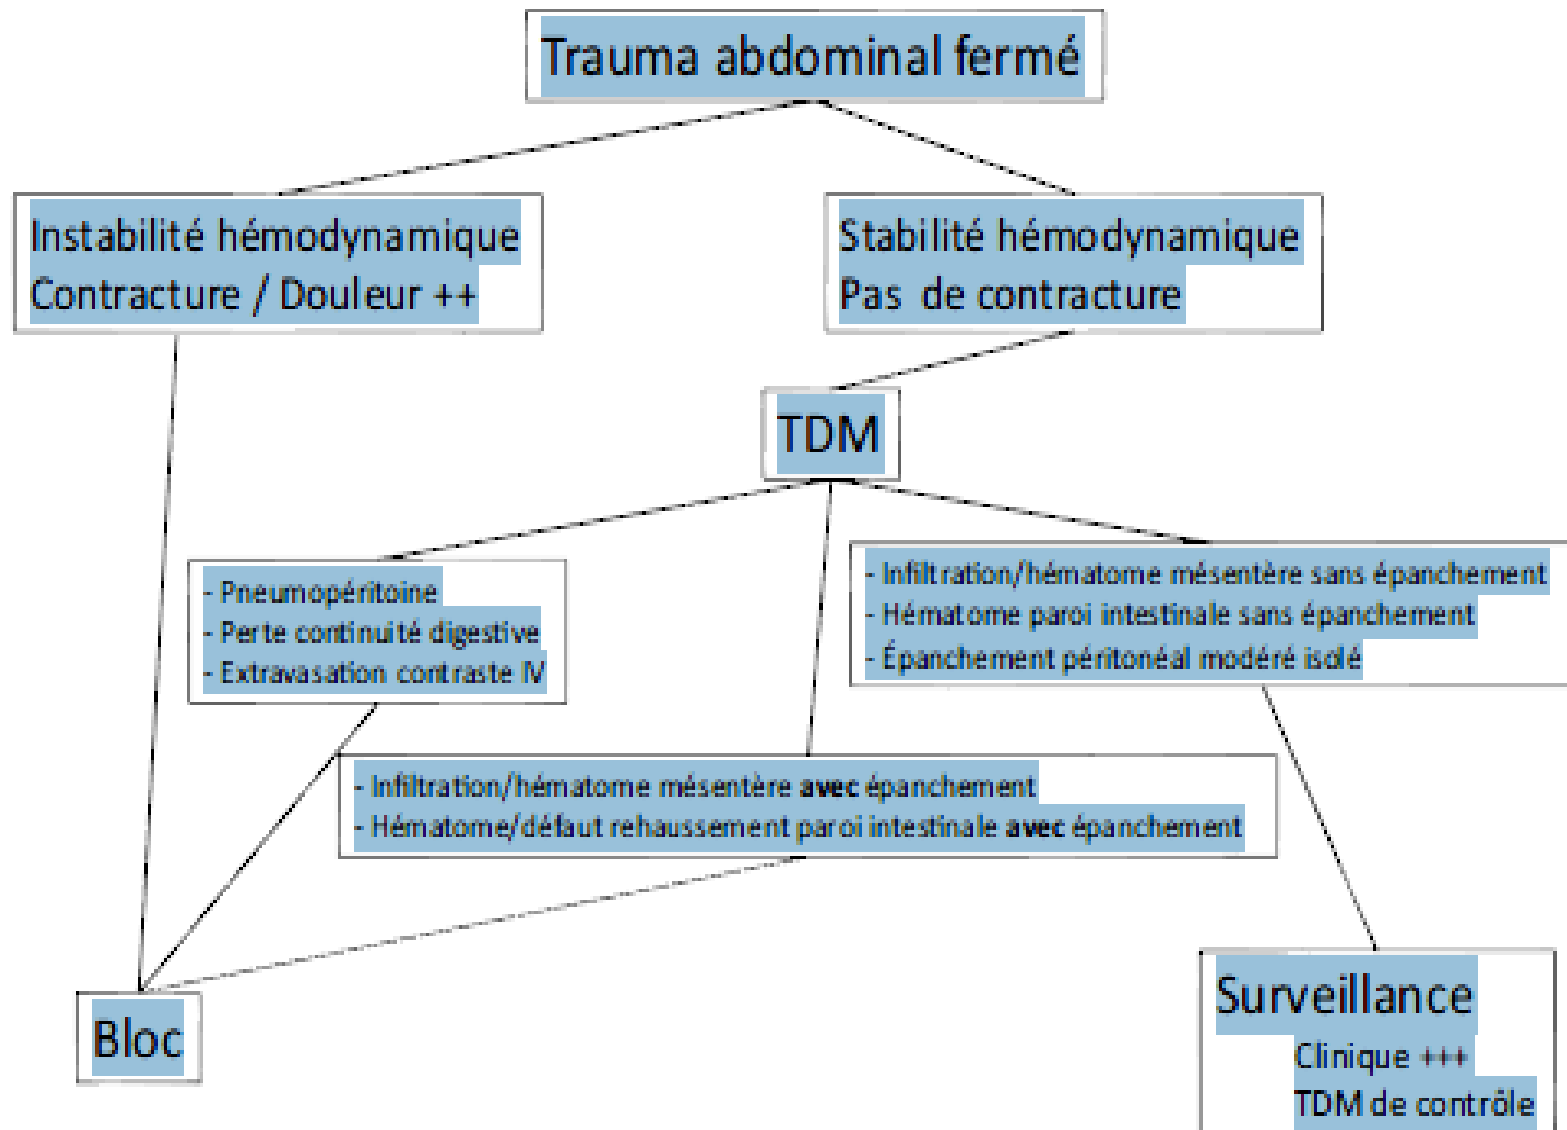 Trauma abdominal fermé
Instabilité hémodynamique
Contracture / Douleur ++
Stabilité hémodynamique
Pas de contracture
TDM
- Pneumopéritoine
- Perte continuité digestive
- Extravasation contraste IV
- Infiltration/hématome mésentère sans épanchement
- Hématome paroi intestinale sans épanchement
- Épanchement péritonéal modéré isolé
- Infiltration/hématome mésentère avec épanchement
- Hématome/défaut rehaussement paroi intestinale avec épanchement
Bloc
Surveillance
Clinique +++
TDM de contrôle